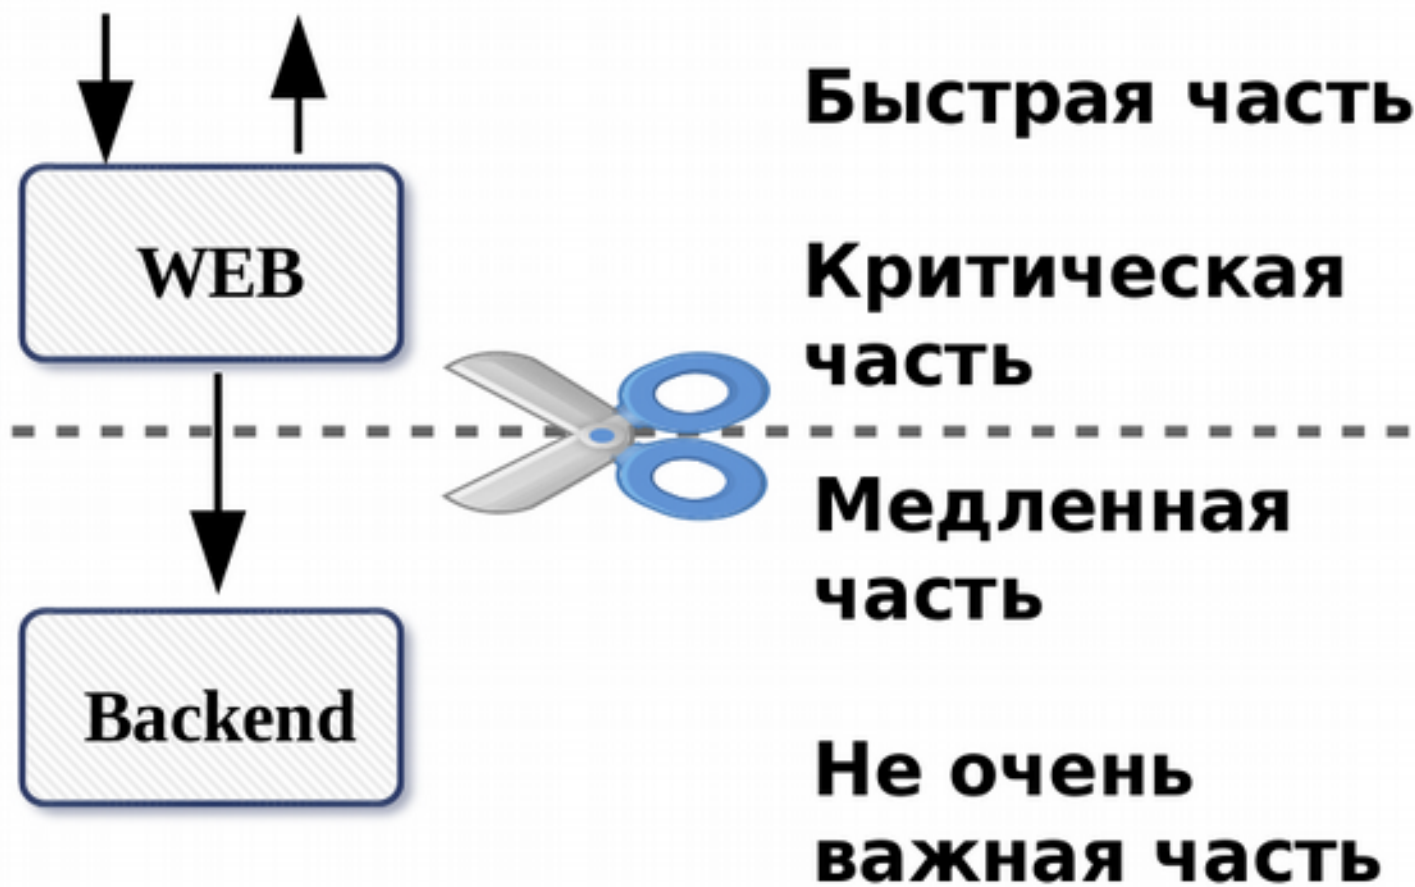 Быстрая часть
WEB
Критическая
часть
Медленная
часть
Backend
Не очень
важная часть